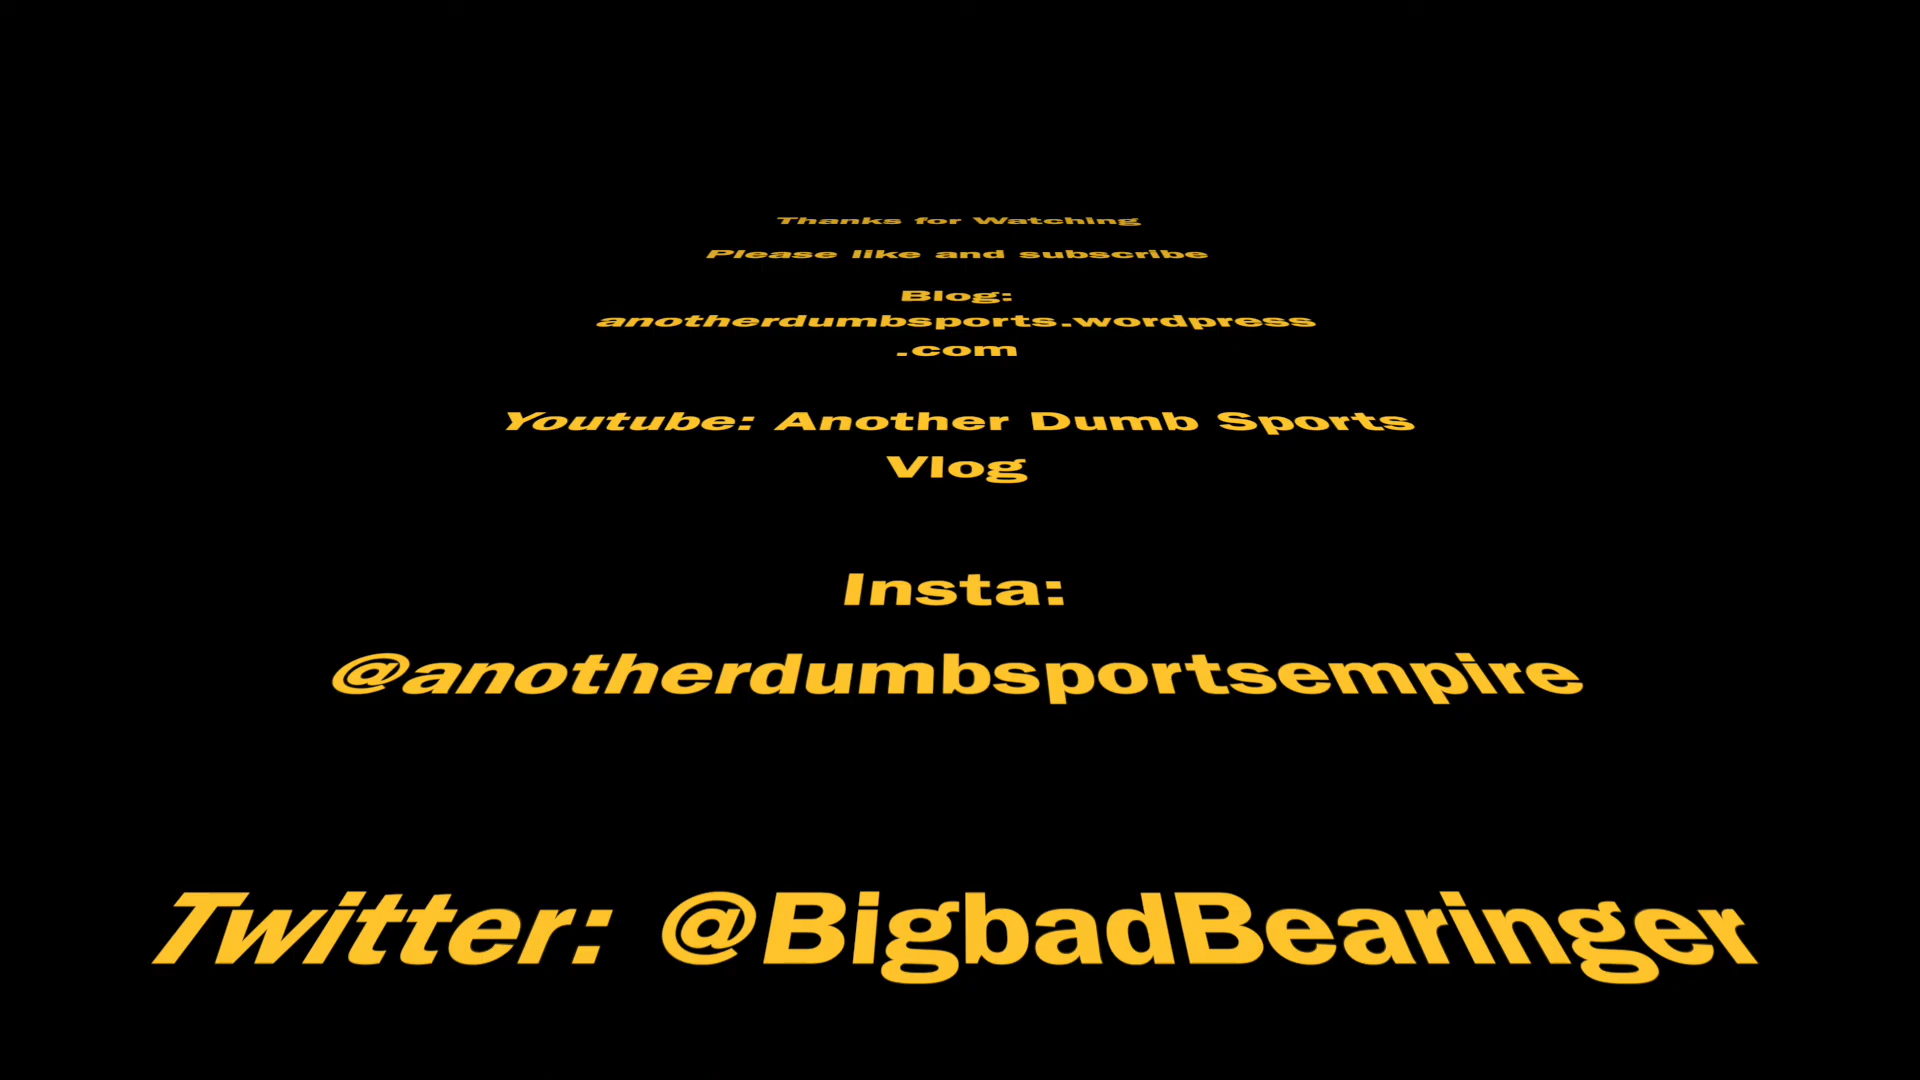 Thanks for Watching
Please like and subscribe
Blog:
anotherdumbsports.wordpress
.com
Youtube: Another Dumb Sports
Vlog
Insta:
@anotherdumbsportsempire
Twitter: @BigbadBearinger